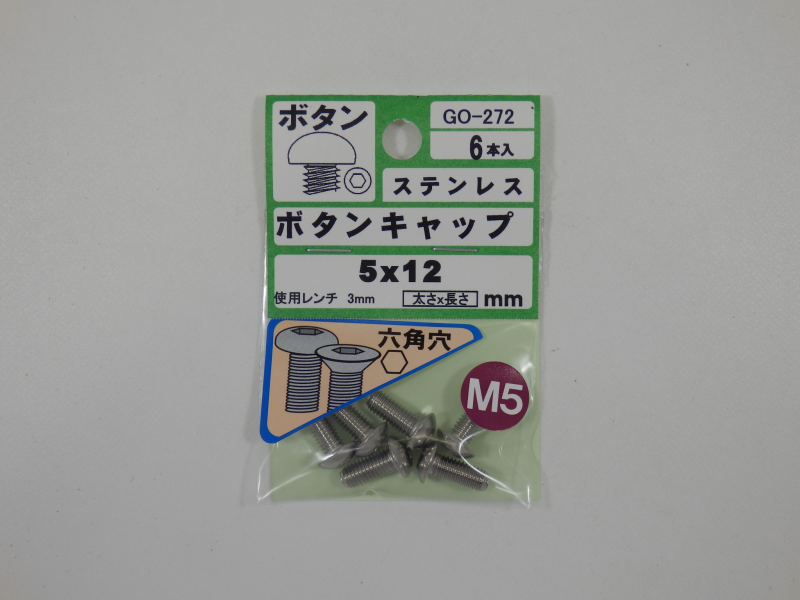 ボタン
GO-272
6本入
ステンレス
ボタンキャップ
5x12
使用レンチ 3mm 太さx長さ mm
六角穴
M5